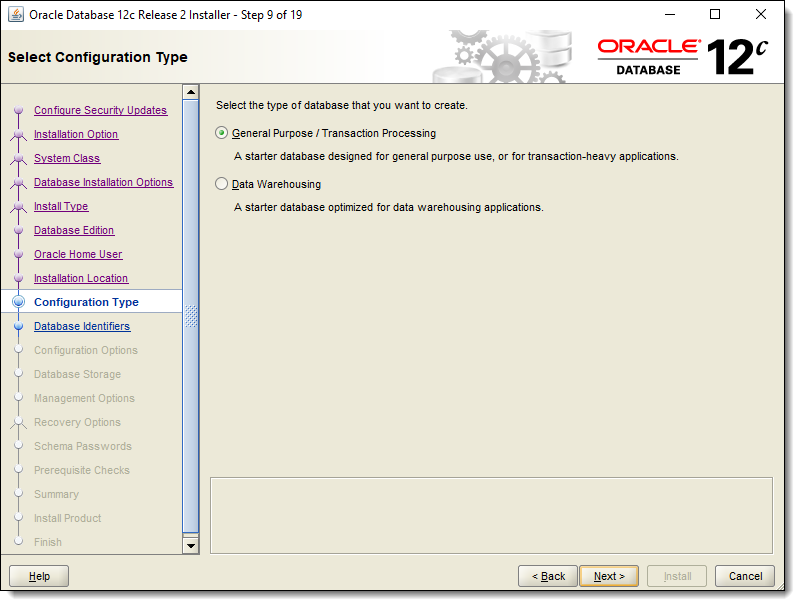 Oracle Database 12c Release 2 Installer - Step 9 of 19
Select Configuration Type
ORACLE®
DATABASE
12c
Configure Security Updates
Installation Option
System Class
Database Installation Options
Install Type
Database Edition
Oracle Home User
Installation Location
Configuration Type
Database Identifiers
Configuration Options
Database Storage
Management Options
Recovery Options
Schema Passwords
Prerequisite Checks
Summary
Install Product
Finish
Select the type of database that you want to create.
General Purpose / Transaction Processing
A starter database designed for general purpose use, or for transaction-heavy applications.
Data Warehousing
A starter database optimized for data warehousing applications.
Help
< Back
Next >
Install
Cancel